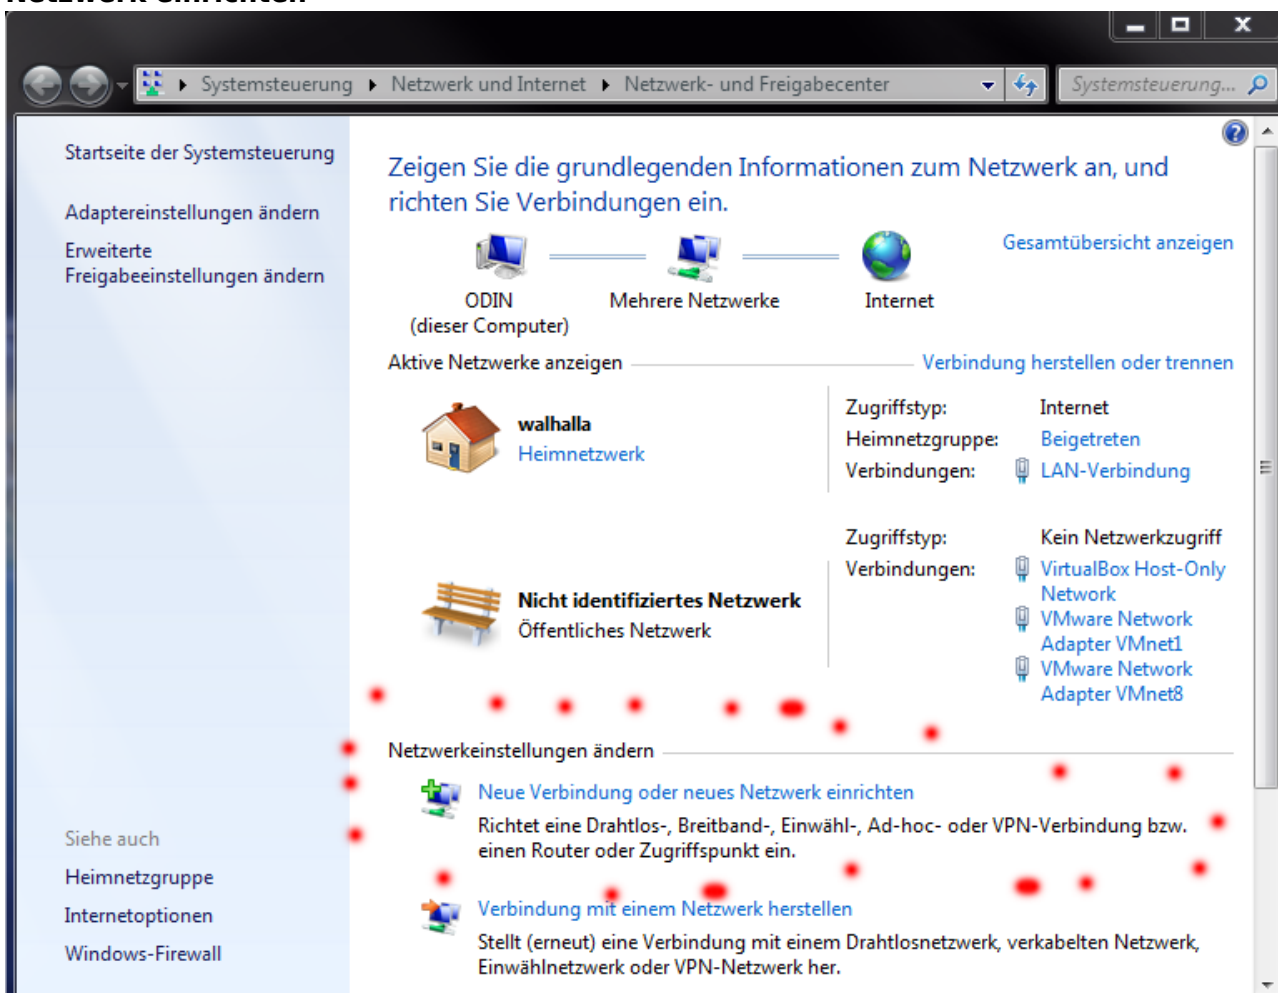 Netzwerk einrichten
Systemsteuerung Netzwerk und Internet Netzwerk- und Freigabecenter
Systemsteuerung...
Startseite der Systemsteuerung
Adaptereinstellungen ändern
Erweiterte
Freigabeeinstellungen ändern
Siehe auch
Heimnetzgruppe
Internetoptionen
Windows-Firewall
Zeigen Sie die grundlegenden Informationen zum Netzwerk an, und
richten Sie Verbindungen ein.
Gesamtübersicht anzeigen
ODIN
(dieser Computer)
Mehrere Netzwerke
Internet
Aktive Netzwerke anzeigen
Verbindung herstellen oder trennen
walhalla
Heimnetzwerk
Zugriffstyp: Internet
Heimnetzgruppe: Beigetreten
Verbindungen: LAN-Verbindung
Nicht identifiziertes Netzwerk
Öffentliches Netzwerk
Zugriffstyp: Kein Netzwerkzugriff
Verbindungen: VirtualBox Host-Only
Network
VMware Network
Adapter VMnet1
VMware Network
Adapter VMnet8
Netzwerkeinstellungen ändern
Neue Verbindung oder neues Netzwerk einrichten
Richtet eine Drahtlos-, Breitband-, Einwähl-, Ad-hoc- oder VPN-Verbindung bzw.
einen Router oder Zugriffspunkt ein.
Verbindung mit einem Netzwerk herstellen
Stellt (erneut) eine Verbindung mit einem Drahtlosnetzwerk, verkabelten Netzwerk,
Einwählnetzwerk oder VPN-Netzwerk her.